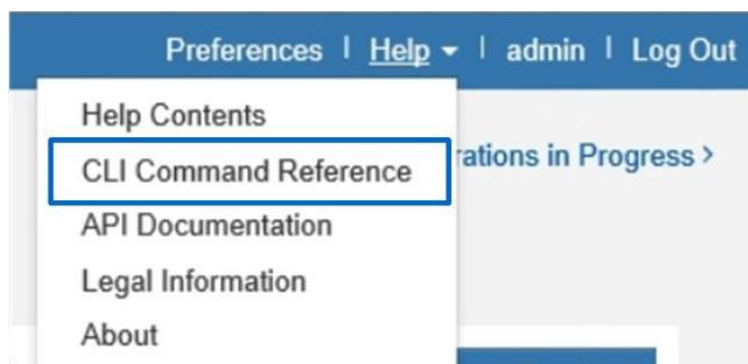 Preferences | Help ▾ | admin | Log Out
Help Contents
CLI Command Reference
rations in Progress >
API Documentation
Legal Information
About